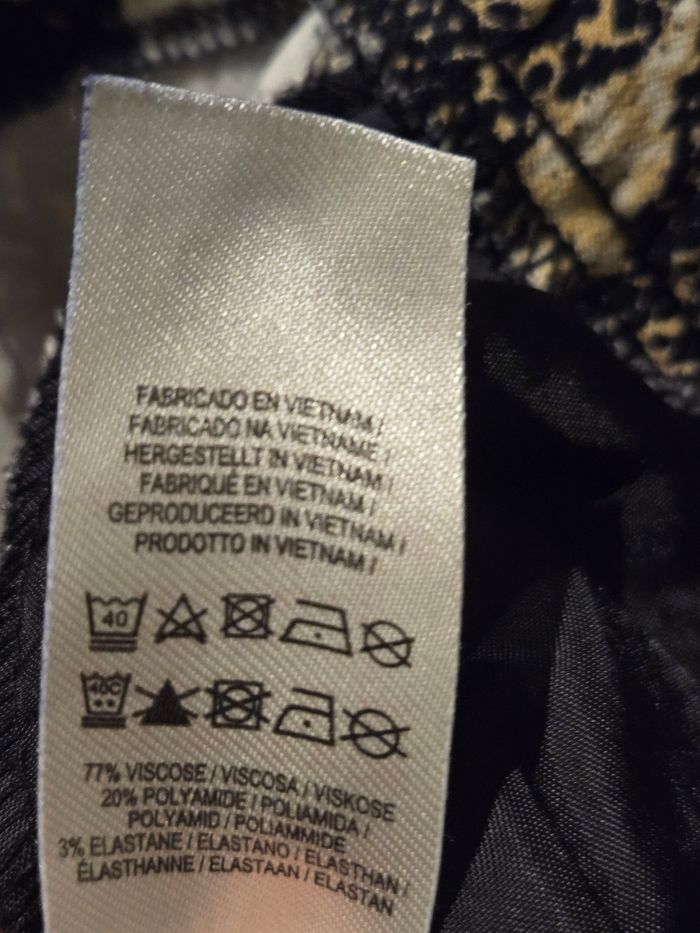 FABRICADO EN VIETNAM /
FABRICADO NA VIETNAME /
HERGESTELLT IN VIETNAM /
FABRIQUÉ EN VIETNAM /
GEPRODUCEERD IN VIETNAM /
PRODOTTO IN VIETNAM /
40
40C
77% VISCOSE / VISCOSA / VISKOSE
20% POLYAMIDE / POLIAMIDA /
POLYAMID / POLIAMMIDE
3% ELASTANE / ELASTANO / ELASTHAN /
ÉLASTHANNE / ELASTAAN / ELASTAN